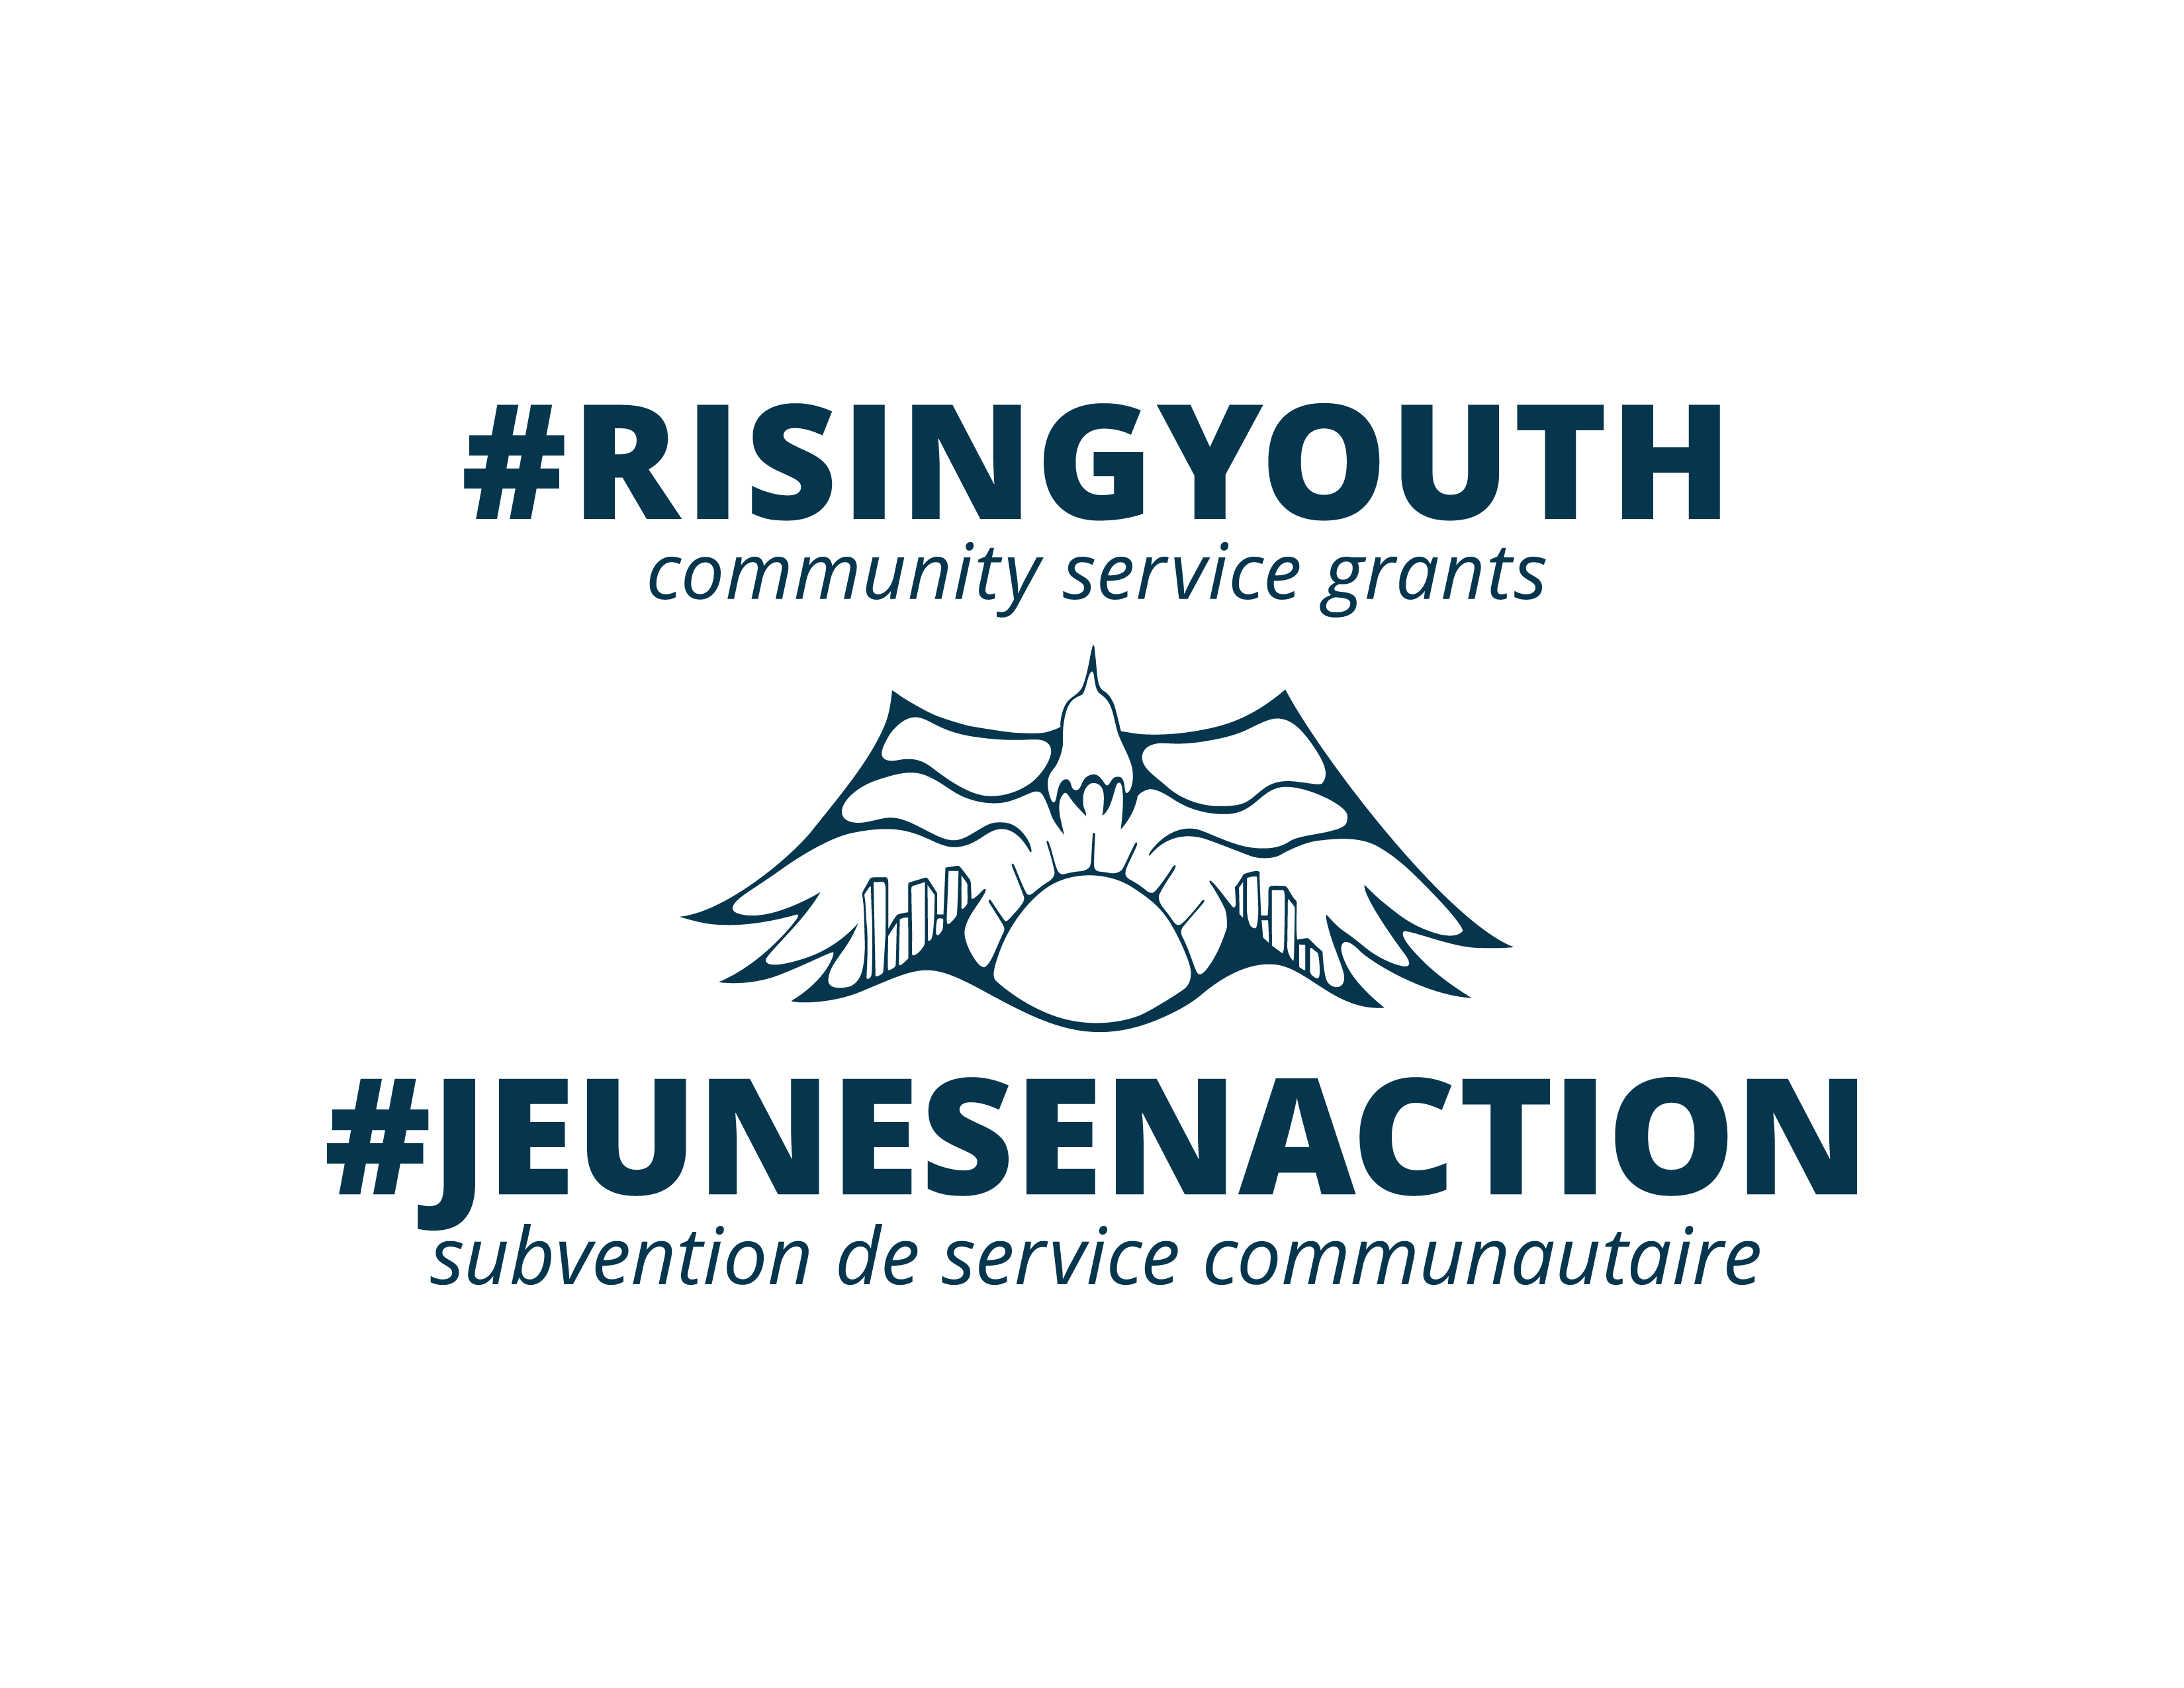 #RISINGYOUTH
community service grants
#JEUNESENACTION
subvention de service communautaire